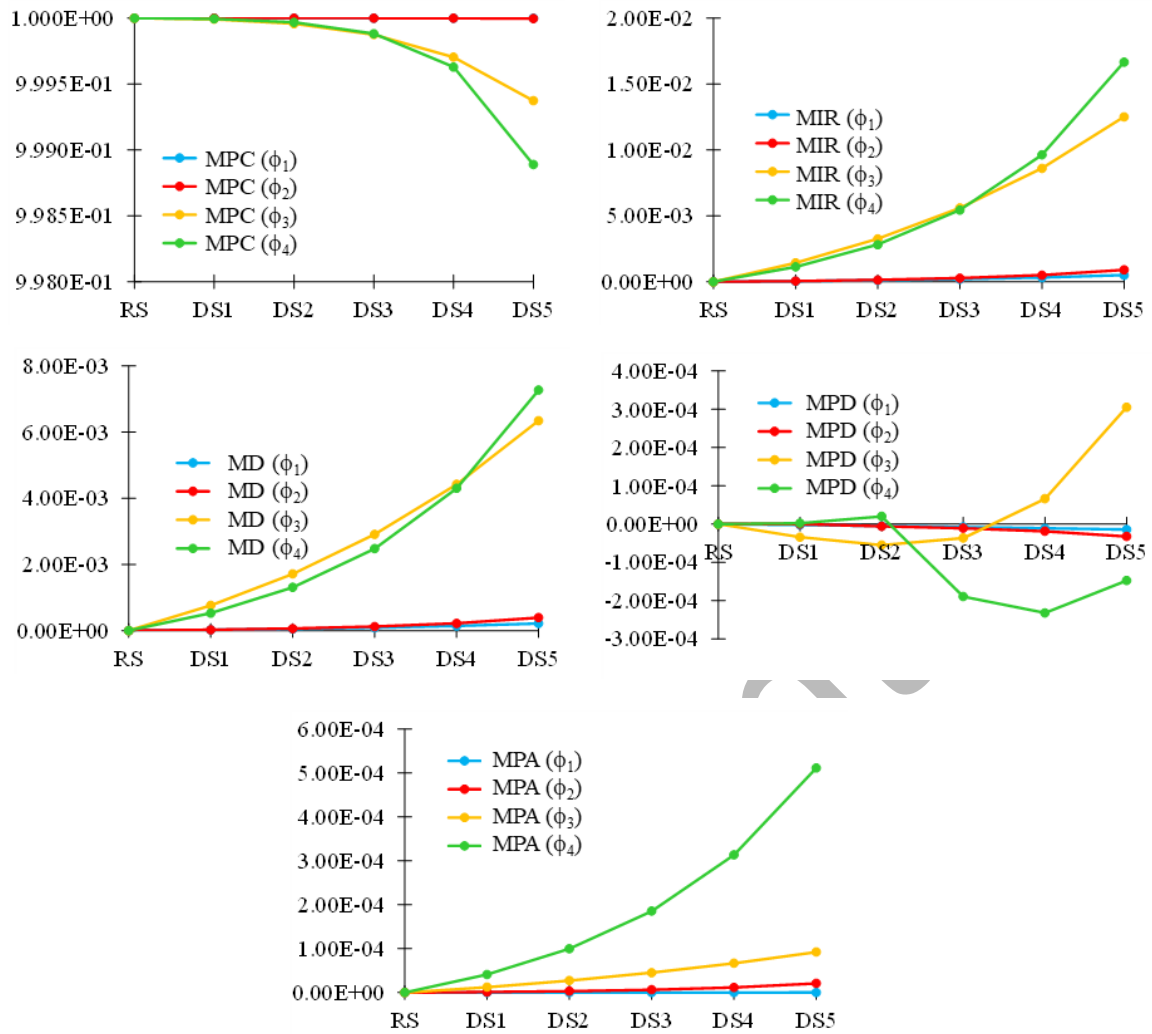 1.000E+00
9.995E-01
9.990E-01
9.985E-01
9.980E-01
MPC (ϕ1)
MPC (ϕ2)
MPC (ϕ3)
MPC (ϕ4)
RS DS1 DS2 DS3 DS4 DS5
2.00E-02
1.50E-02
1.00E-02
5.00E-03
0.00E+00
MIR (ϕ1)
MIR (ϕ2)
MIR (ϕ3)
MIR (ϕ4)
RS DS1 DS2 DS3 DS4 DS5
8.00E-03
6.00E-03
4.00E-03
2.00E-03
0.00E+00
MD (ϕ1)
MD (ϕ2)
MD (ϕ3)
MD (ϕ4)
RS DS1 DS2 DS3 DS4 DS5
4.00E-04
3.00E-04
2.00E-04
1.00E-04
0.00E+00
-1.00E-04
-2.00E-04
-3.00E-04
MPD (ϕ1)
MPD (ϕ2)
MPD (ϕ3)
MPD (ϕ4)
RS DS1 DS2 DS3 DS4 DS5
6.00E-04
5.00E-04
4.00E-04
3.00E-04
2.00E-04
1.00E-04
0.00E+00
MPA (ϕ1)
MPA (ϕ2)
MPA (ϕ3)
MPA (ϕ4)
RS DS1 DS2 DS3 DS4 DS5